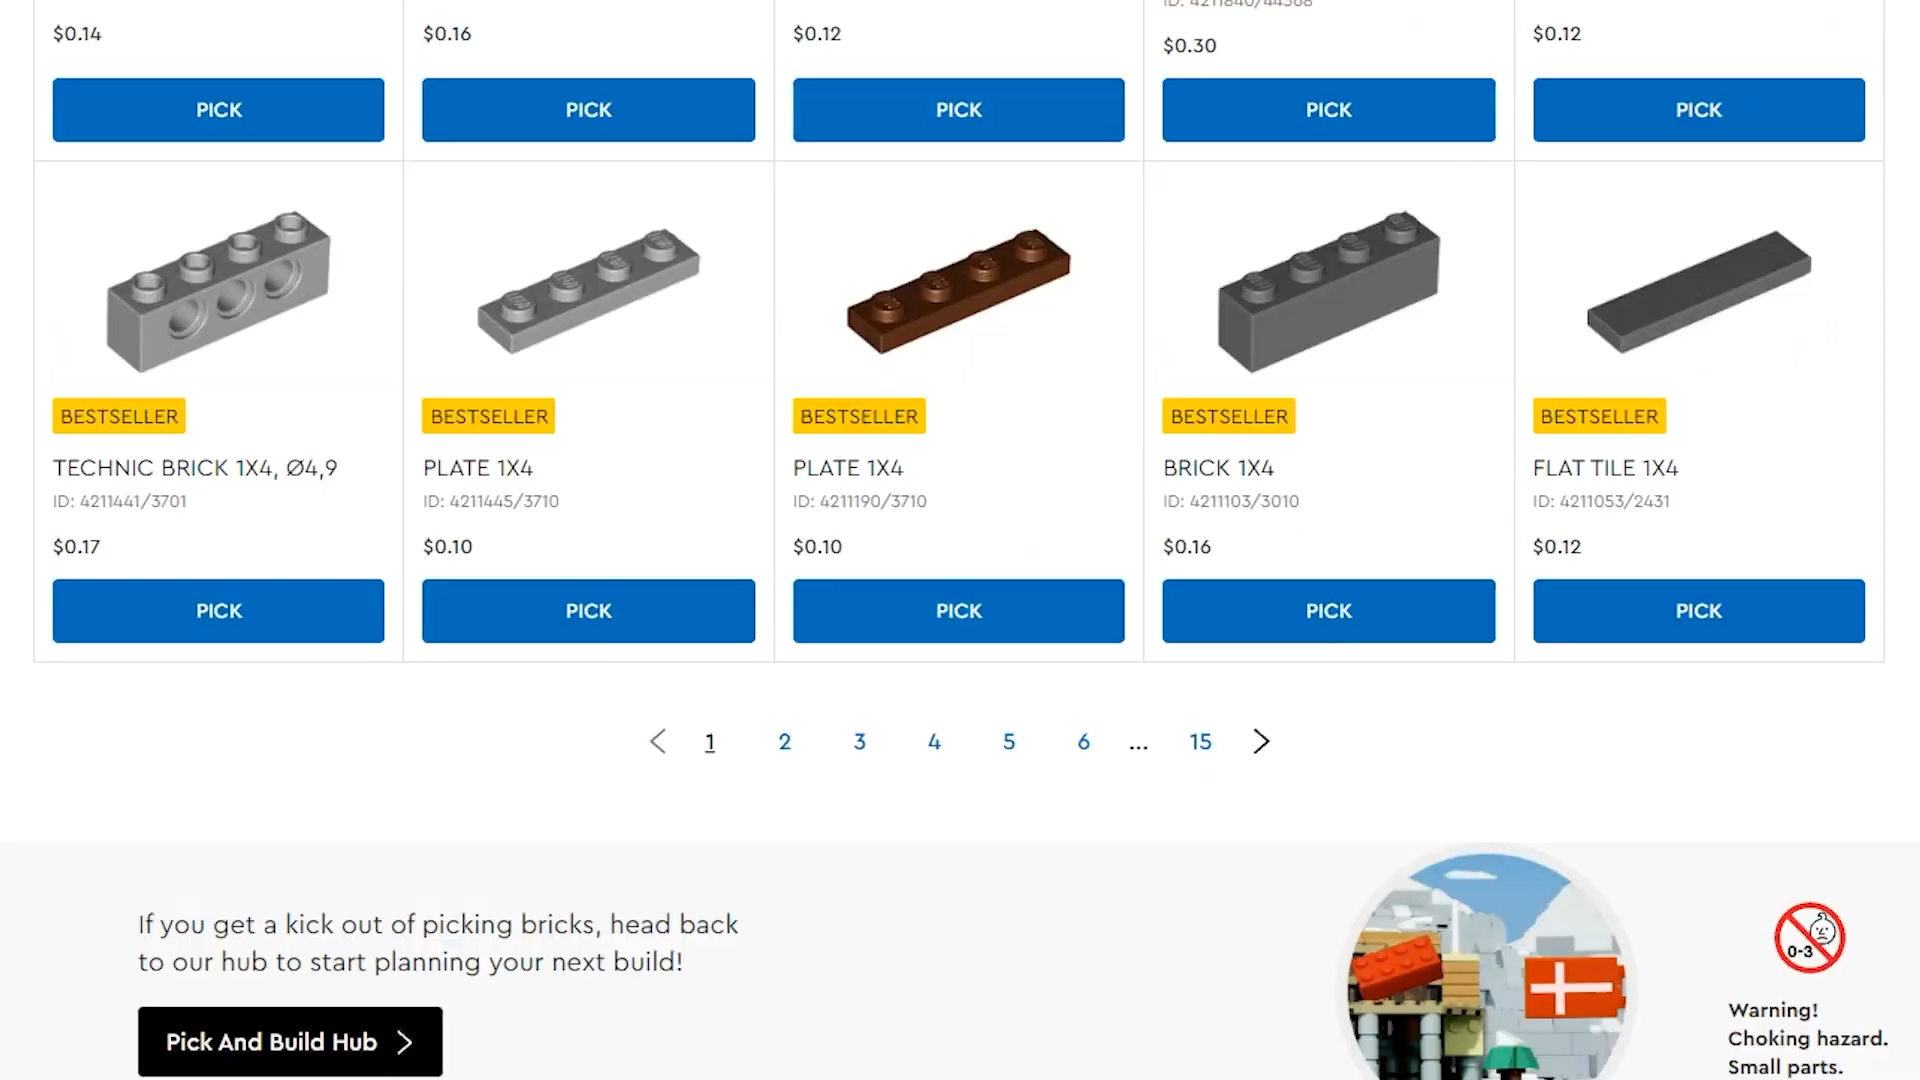 ID: 4211840/44568
$0.14
$0.16
$0.12
$0.30
$0.12
PICK
PICK
PICK
PICK
PICK
BESTSELLER
BESTSELLER
BESTSELLER
BESTSELLER
BESTSELLER
TECHNIC BRICK 1X4, Ø4,9
PLATE 1X4
PLATE 1X4
BRICK 1X4
FLAT TILE 1X4
ID: 4211441/3701
ID: 4211445/3710
ID: 4211190/3710
ID: 4211103/3010
ID: 4211053/2431
$0.17
$0.10
$0.10
$0.16
$0.12
PICK
PICK
PICK
PICK
PICK
1 2 3 4 5 6 ... 15
If you get a kick out of picking bricks, head back
to our hub to start planning your next build!
Pick And Build Hub
0-3
Warning!
Choking hazard.
Small parts.